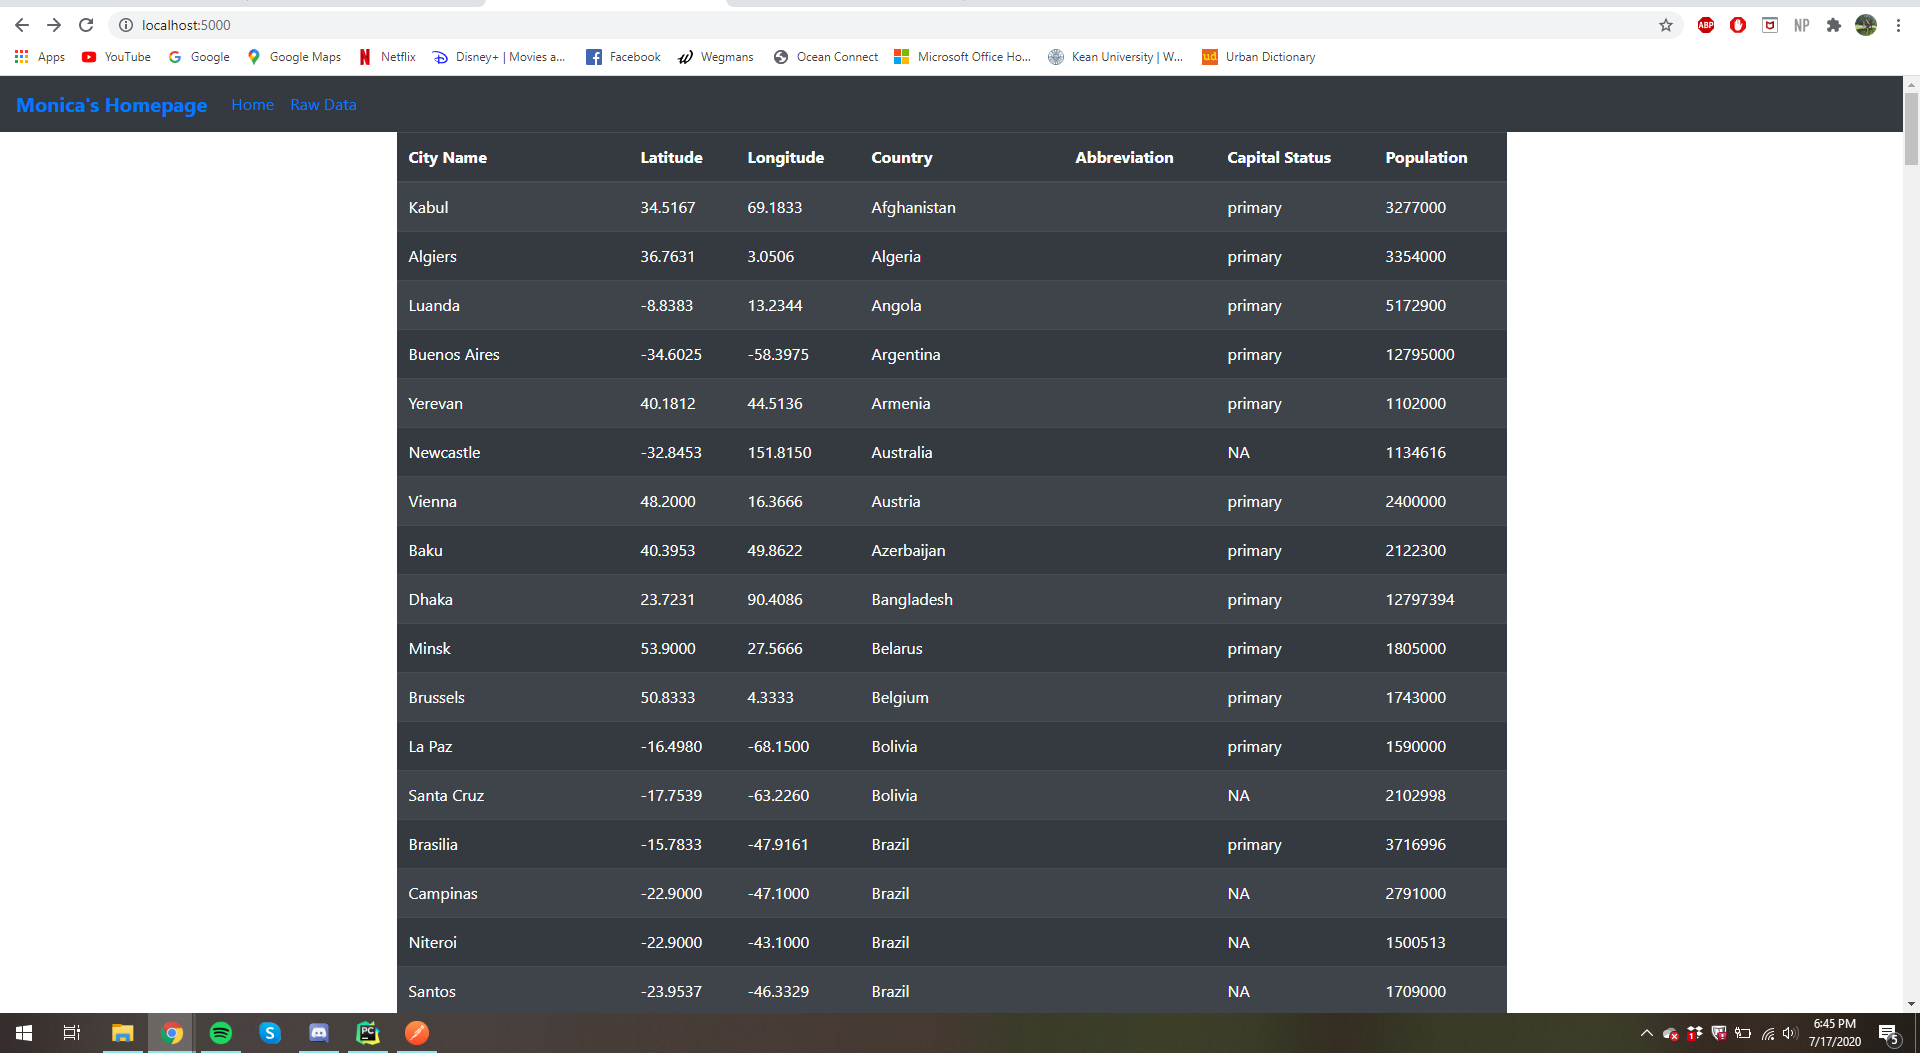 localhost:5000
ABP NP
Apps YouTube Google Google Maps Netflix Disney+ | Movies a... Facebook Wegmans Ocean Connect Microsoft Office Ho... Kean University | W... ud Urban Dictionary
Monica's Homepage Home Raw Data
City Name Latitude Longitude Country Abbreviation Capital Status Population
Kabul 34.5167 69.1833 Afghanistan primary 3277000
Algiers 36.7631 3.0506 Algeria primary 3354000
Luanda -8.8383 13.2344 Angola primary 5172900
Buenos Aires -34.6025 -58.3975 Argentina primary 12795000
Yerevan 40.1812 44.5136 Armenia primary 1102000
Newcastle -32.8453 151.8150 Australia NA 1134616
Vienna 48.2000 16.3666 Austria primary 2400000
Baku 40.3953 49.8622 Azerbaijan primary 2122300
Dhaka 23.7231 90.4086 Bangladesh primary 12797394
Minsk 53.9000 27.5666 Belarus primary 1805000
Brussels 50.8333 4.3333 Belgium primary 1743000
La Paz -16.4980 -68.1500 Bolivia primary 1590000
Santa Cruz -17.7539 -63.2260 Bolivia NA 2102998
Brasilia -15.7833 -47.9161 Brazil primary 3716996
Campinas -22.9000 -47.1000 Brazil NA 2791000
Niteroi -22.9000 -43.1000 Brazil NA 1500513
Santos -23.9537 -46.3329 Brazil NA 1709000
S PC 1 6:45 PM
7/17/2020 5